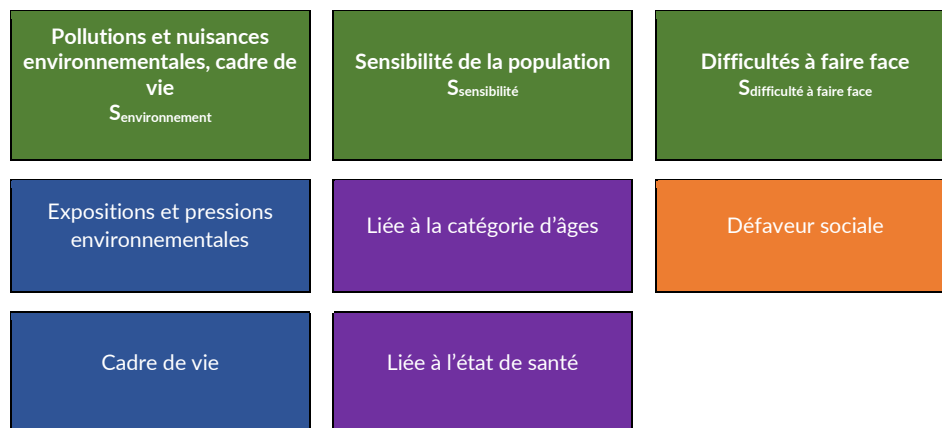 Pollutions et nuisances
environnementales, cadre de
vie
Senvironnement
Sensibilité de la population
Ssensibilité
Difficultés à faire face
Sdifficulté à faire face
Expositions et pressions
environnementales
Liée à la catégorie d’âges
Défaveur sociale
Cadre de vie
Liée à l’état de santé